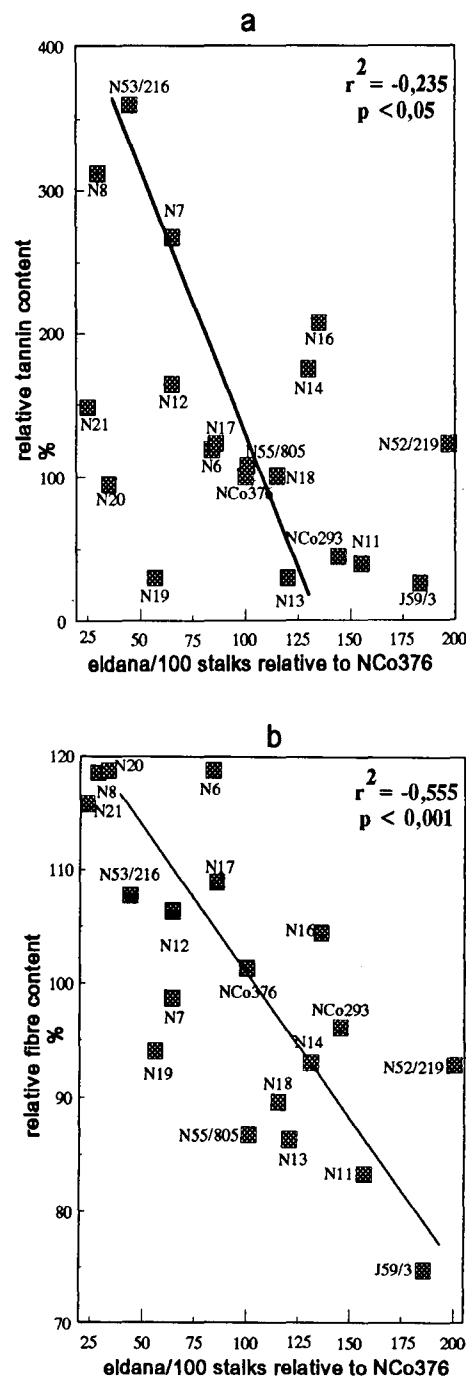 a
400
300
200
100
0
relative tannin content
%
r² = -0,235
p <0,05
N53/216
N8
N7
N16
N14
N12
N21
N17
N6
N55/805
NCo376
N18
N52/219
N20
NCo293
N11
N19
N13
J59/3
25 50 75 100 125 150 175 200
eldana/100 stalks relative to NCo376
b
120
110
100
90
80
70
relative fibre content
%
r² = -0,555
p < 0,001
N20
N8
N21
N6
N53/216
N17
N12
N16
NCo376
N7
NCo293
N14
N19
N52/219
N18
N55/805
N13
N11
J59/3
25 50 75 100 125 150 175 200
eldana/100 stalks relative to NCo376